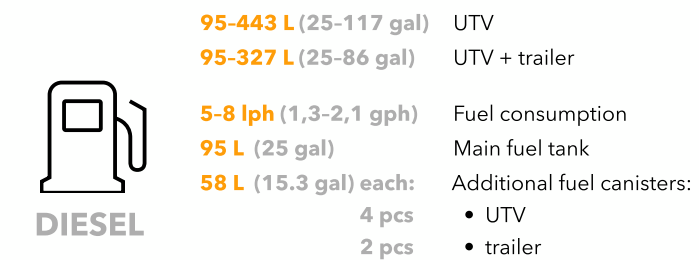 95–443 L (25–117 gal) UTV
95–327 L (25–86 gal) UTV + trailer
5–8 lph (1,3–2,1 gph) Fuel consumption
95 L (25 gal) Main fuel tank
58 L (15.3 gal) each: Additional fuel canisters:
4 pcs • UTV
2 pcs • trailer
DIESEL